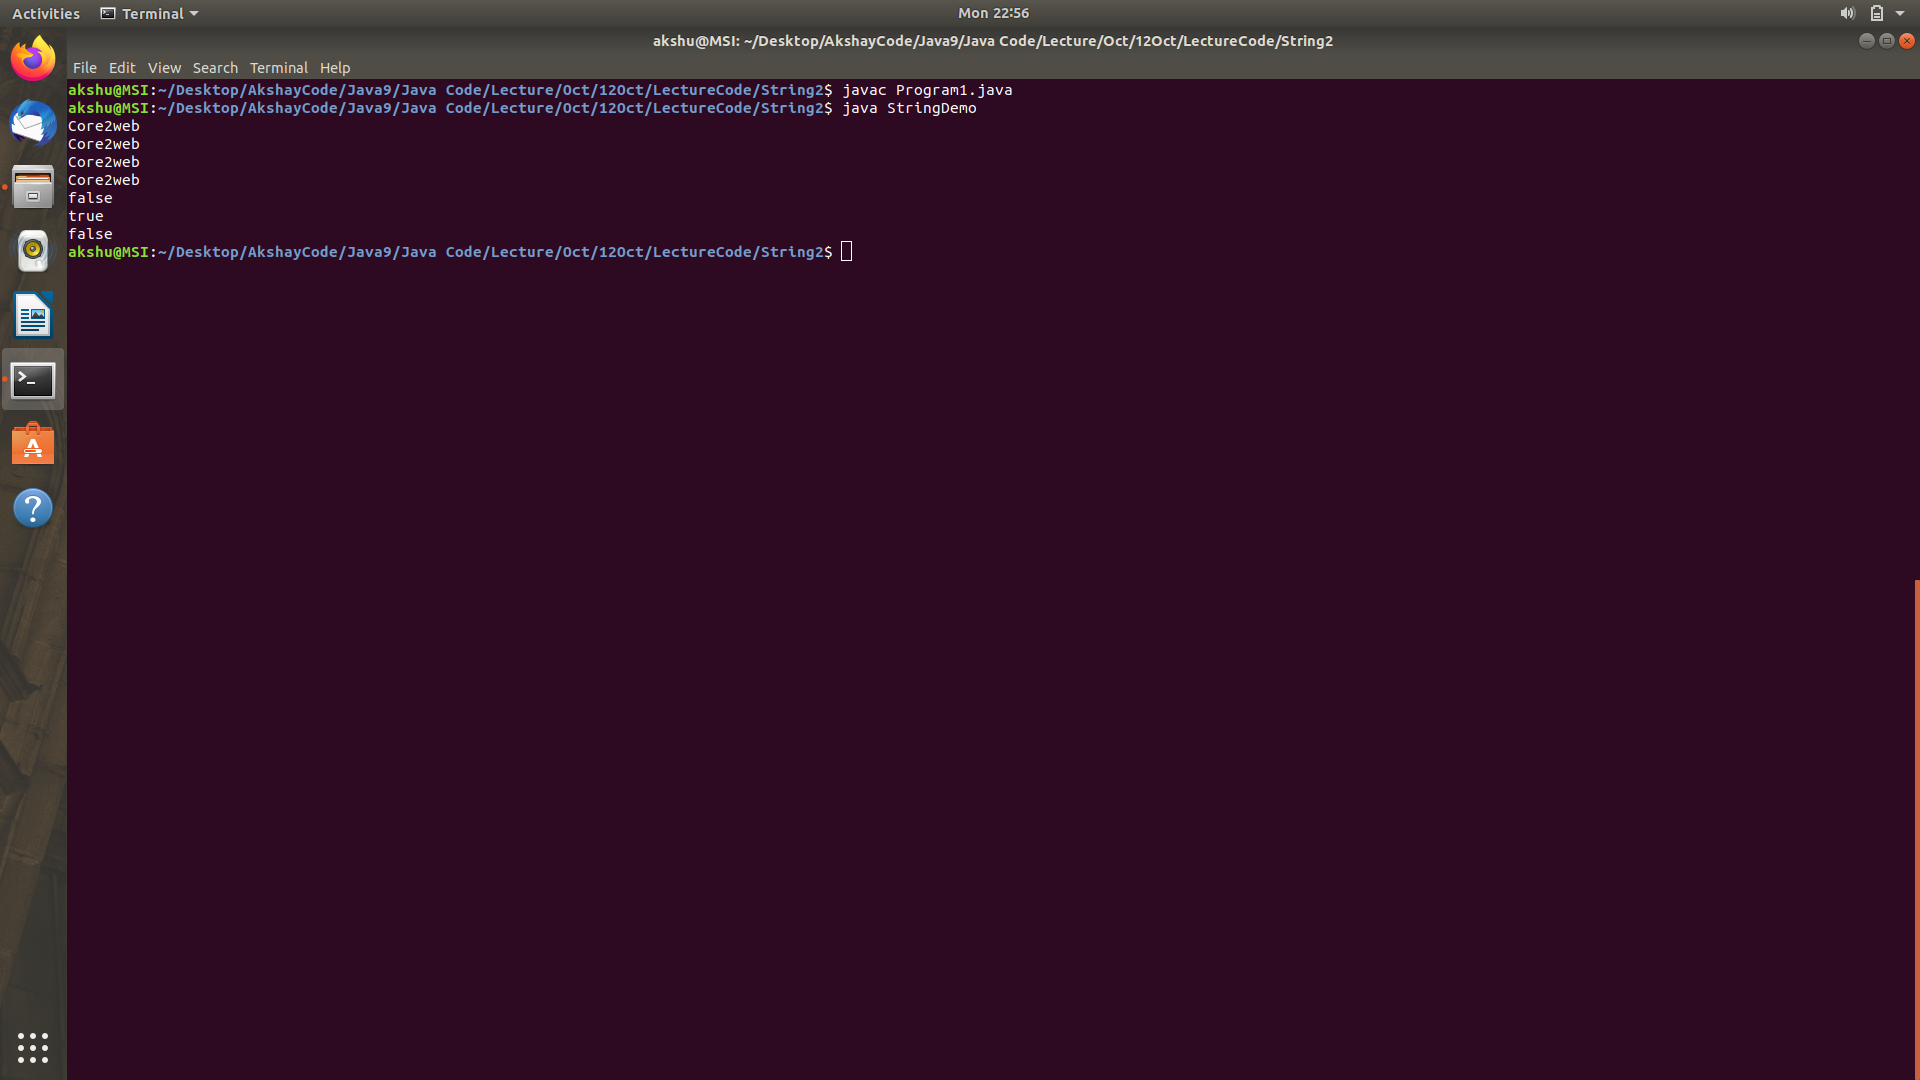 Activities Terminal Mon 22:56
akshu@MSI: ~/Desktop/AkshayCode/Java9/Java Code/Lecture/Oct/12Oct/LectureCode/String2
File Edit View Search Terminal Help
akshu@MSI:~/Desktop/AkshayCode/Java9/Java Code/Lecture/Oct/12Oct/LectureCode/String2$ javac Program1.java
akshu@MSI:~/Desktop/AkshayCode/Java9/Java Code/Lecture/Oct/12Oct/LectureCode/String2$ java StringDemo
Core2web
Core2web
Core2web
Core2web
false
true
false
akshu@MSI:~/Desktop/AkshayCode/Java9/Java Code/Lecture/Oct/12Oct/LectureCode/String2$